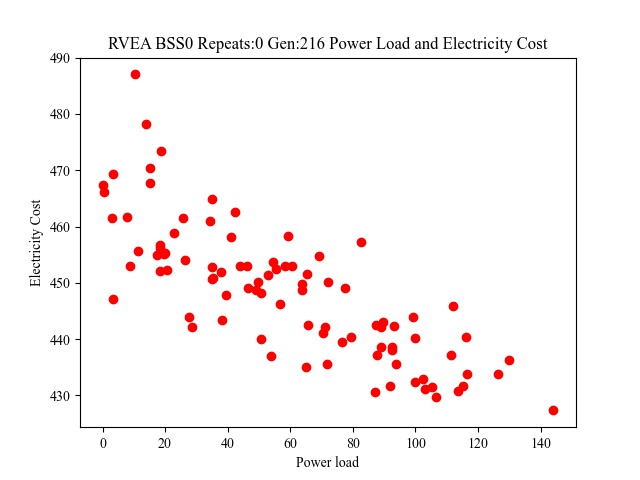 RVEA BSS0 Repeats:0 Gen:216 Power Load and Electricity Cost
490
480
470
460
450
440
430
Electricity Cost
0 20 40 60 80 100 120 140
Power load